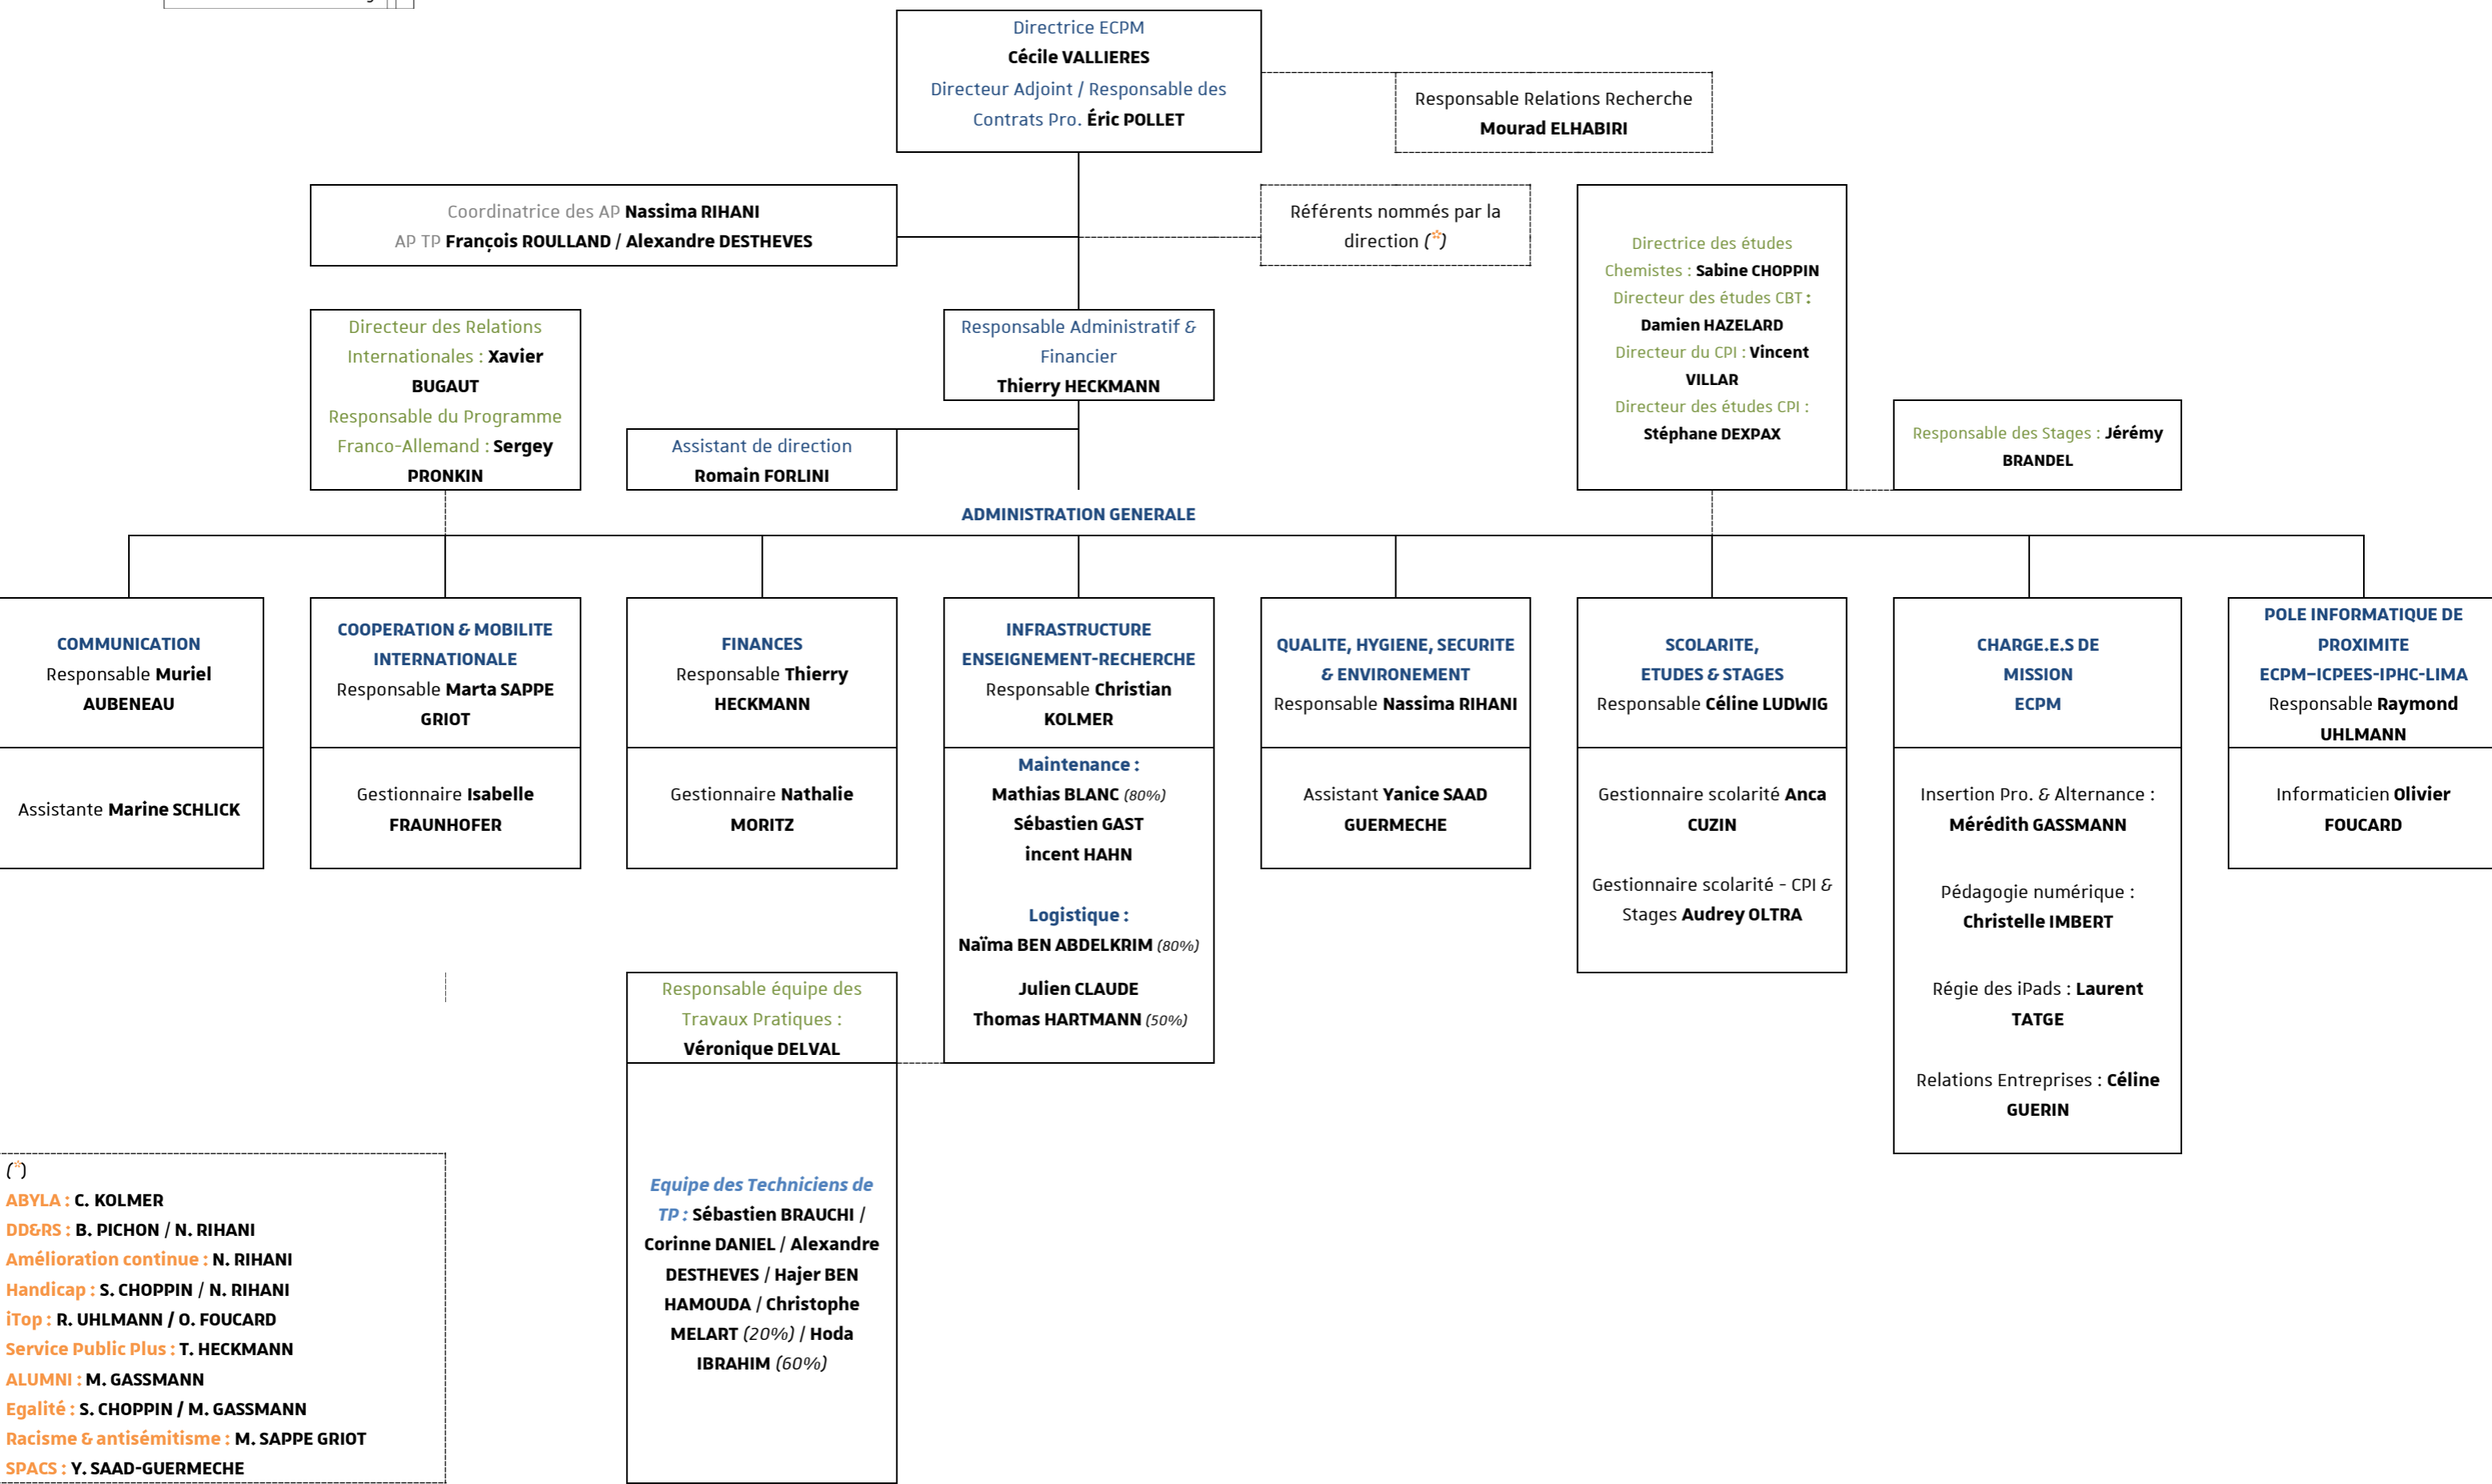 Directrice ECPM
Cécile VALLIERES
Directeur Adjoint / Responsable des
Contrats Pro. Éric POLLET
Responsable Relations Recherche
Mourad ELHABIRI
Coordinatrice des AP Nassima RIHANI
AP TP François ROULLAND / Alexandre DESTHEVES
Référents nommés par la
direction (*)
Directrice des études
Chemistes : Sabine CHOPPIN
Directeur des études CBT :
Damien HAZELARD
Directeur du CPI : Vincent
VILLAR
Directeur des études CPI :
Stéphane DEXPAX
Directeur des Relations
Internationales : Xavier
BUGAUT
Responsable du Programme
Franco-Allemand : Sergey
PRONKIN
Responsable Administratif &
Financier
Thierry HECKMANN
Assistant de direction
Romain FORLINI
Responsable des Stages : Jérémy
BRANDEL
ADMINISTRATION GENERALE
COMMUNICATION
Responsable Muriel
AUBENEAU
Assistante Marine SCHLICK
COOPERATION & MOBILITE
INTERNATIONALE
Responsable Marta SAPPE
GRIOT
Gestionnaire Isabelle
FRAUNHOFER
FINANCES
Responsable Thierry
HECKMANN
Gestionnaire Nathalie
MORITZ
INFRASTRUCTURE
ENSEIGNEMENT-RECHERCHE
Responsable Christian
KOLMER
Maintenance :
Mathias BLANC (80%)
Sébastien GAST
incent HAHN
Logistique :
Naïma BEN ABDELKRIM (80%)
Julien CLAUDE
Thomas HARTMANN (50%)
QUALITE, HYGIENE, SECURITE
& ENVIRONEMENT
Responsable Nassima RIHANI
Assistant Yanice SAAD
GUERMECHE
SCOLARITE,
ETUDES & STAGES
Responsable Céline LUDWIG
Gestionnaire scolarité Anca
CUZIN
Gestionnaire scolarité - CPI &
Stages Audrey OLTRA
CHARGE.E.S DE
MISSION
ECPM
Insertion Pro. & Alternance :
Mérédith GASSMANN
Pédagogie numérique :
Christelle IMBERT
Régie des iPads : Laurent
TATGE
Relations Entreprises : Céline
GUERIN
POLE INFORMATIQUE DE
PROXIMITE
ECPM–ICPEES-IPHC-LIMA
Responsable Raymond
UHLMANN
Informaticien Olivier
FOUCARD
Responsable équipe des
Travaux Pratiques :
Véronique DELVAL
Equipe des Techniciens de
TP : Sébastien BRAUCHI /
Corinne DANIEL / Alexandre
DESTHEVES / Hajer BEN
HAMOUDA / Christophe
MELART (20%) / Hoda
IBRAHIM (60%)
(*)
ABYLA : C. KOLMER
DD&RS : B. PICHON / N. RIHANI
Amélioration continue : N. RIHANI
Handicap : S. CHOPPIN / N. RIHANI
iTop : R. UHLMANN / O. FOUCARD
Service Public Plus : T. HECKMANN
ALUMNI : M. GASSMANN
Egalité : S. CHOPPIN / M. GASSMANN
Racisme & antisémitisme : M. SAPPE GRIOT
SPACS : Y. SAAD-GUERMECHE